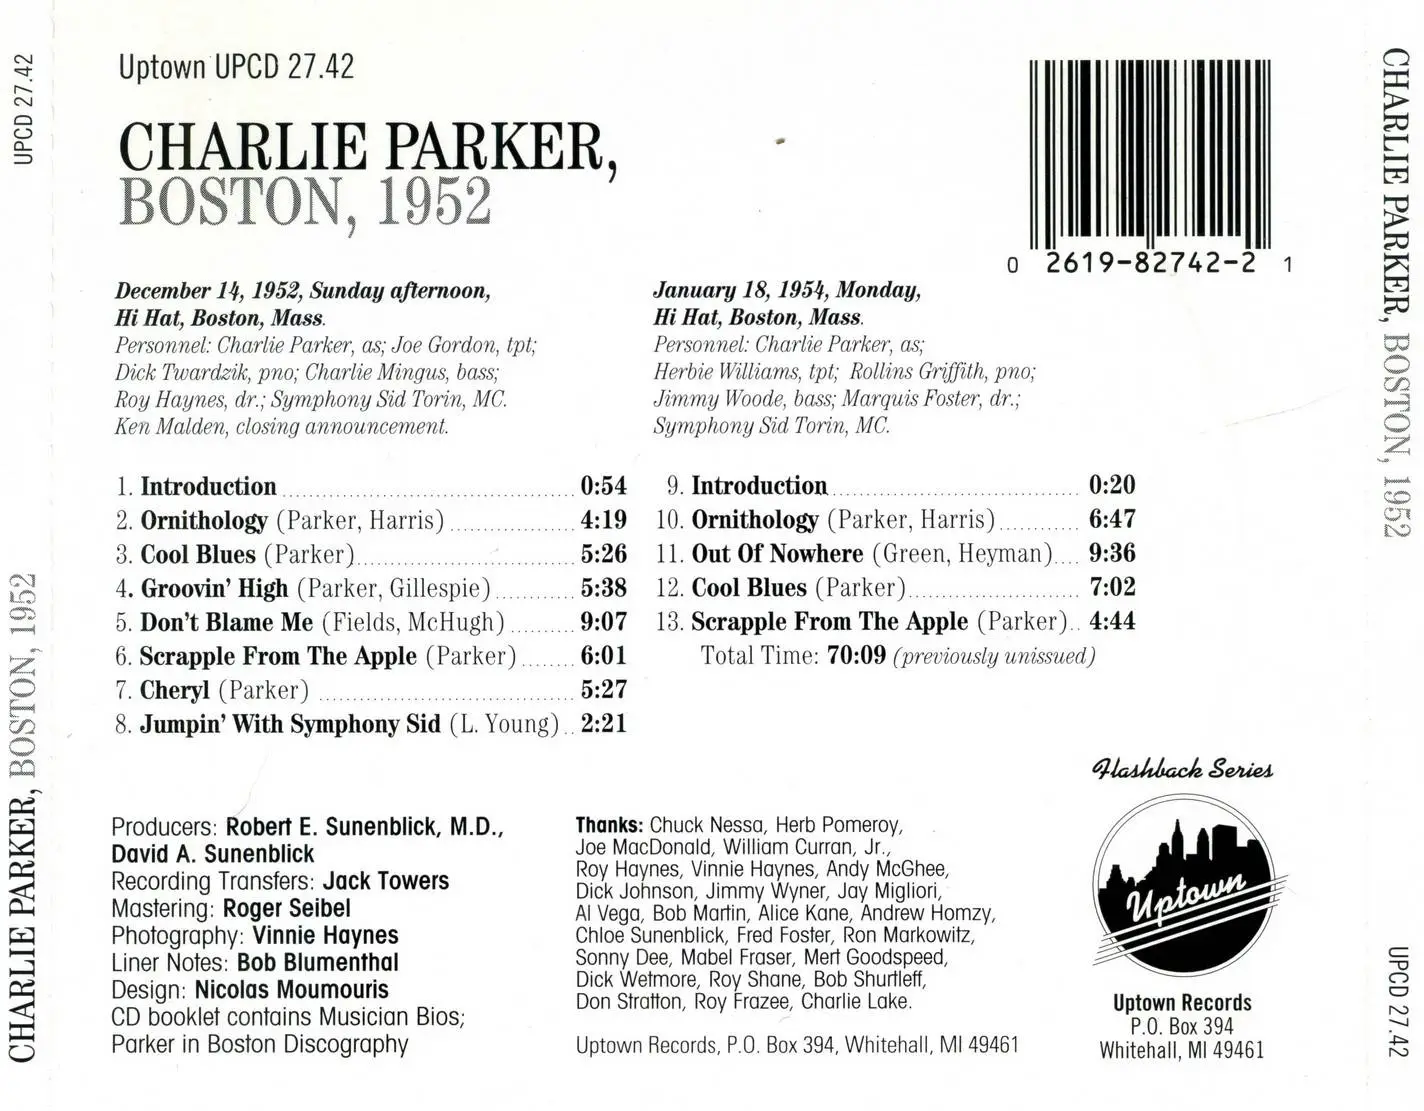 UPCD 27.42
CHARLIE PARKER, BOSTON, 1952
Uptown UPCD 27.42
CHARLIE PARKER,
BOSTON, 1952
0 2619-82742-2 1
December 14, 1952, Sunday afternoon,
Hi Hat, Boston, Mass.
Personnel: Charlie Parker, as; Joe Gordon, tpt;
Dick Twardzik, pno; Charlie Mingus, bass;
Roy Haynes, dr.; Symphony Sid Torin, MC.
Ken Malden, closing announcement.
1. Introduction 0:54
2. Ornithology (Parker, Harris) 4:19
3. Cool Blues (Parker) 5:26
4. Groovin' High (Parker, Gillespie) 5:38
5. Don't Blame Me (Fields, McHugh) 9:07
6. Scrapple From The Apple (Parker) 6:01
7. Cheryl (Parker) 5:27
8. Jumpin' With Symphony Sid (L. Young) 2:21
January 18, 1954, Monday,
Hi Hat, Boston, Mass.
Personnel: Charlie Parker, as;
Herbie Williams, tpt; Rollins Griffith, pno;
Jimmy Woode, bass; Marquis Foster, dr.;
Symphony Sid Torin, MC.
9. Introduction 0:20
10. Ornithology (Parker, Harris) 6:47
11. Out Of Nowhere (Green, Heyman) 9:36
12. Cool Blues (Parker) 7:02
13. Scrapple From The Apple (Parker) 4:44
Total Time: 70:09 (previously unissued)
Producers: Robert E. Sunenblick, M.D.,
David A. Sunenblick
Recording Transfers: Jack Towers
Mastering: Roger Seibel
Photography: Vinnie Haynes
Liner Notes: Bob Blumenthal
Design: Nicolas Moumouris
CD booklet contains Musician Bios;
Parker in Boston Discography
Thanks: Chuck Nessa, Herb Pomeroy,
Joe MacDonald, William Curran, Jr.,
Roy Haynes, Vinnie Haynes, Andy McGhee,
Dick Johnson, Jimmy Wyner, Jay Migliori,
Al Vega, Bob Martin, Alice Kane, Andrew Homzy,
Chloe Sunenblick, Fred Foster, Ron Markowitz,
Sonny Dee, Mabel Fraser, Mert Goodspeed,
Dick Wetmore, Roy Shane, Bob Shurtleff,
Don Stratton, Roy Frazee, Charlie Lake.
Uptown Records, P.O. Box 394, Whitehall, MI 49461
Flashback Series
Uptown
Uptown Records
P.O. Box 394
Whitehall, MI 49461
CHARLIE PARKER, BOSTON, 1952
UPCD 27.42